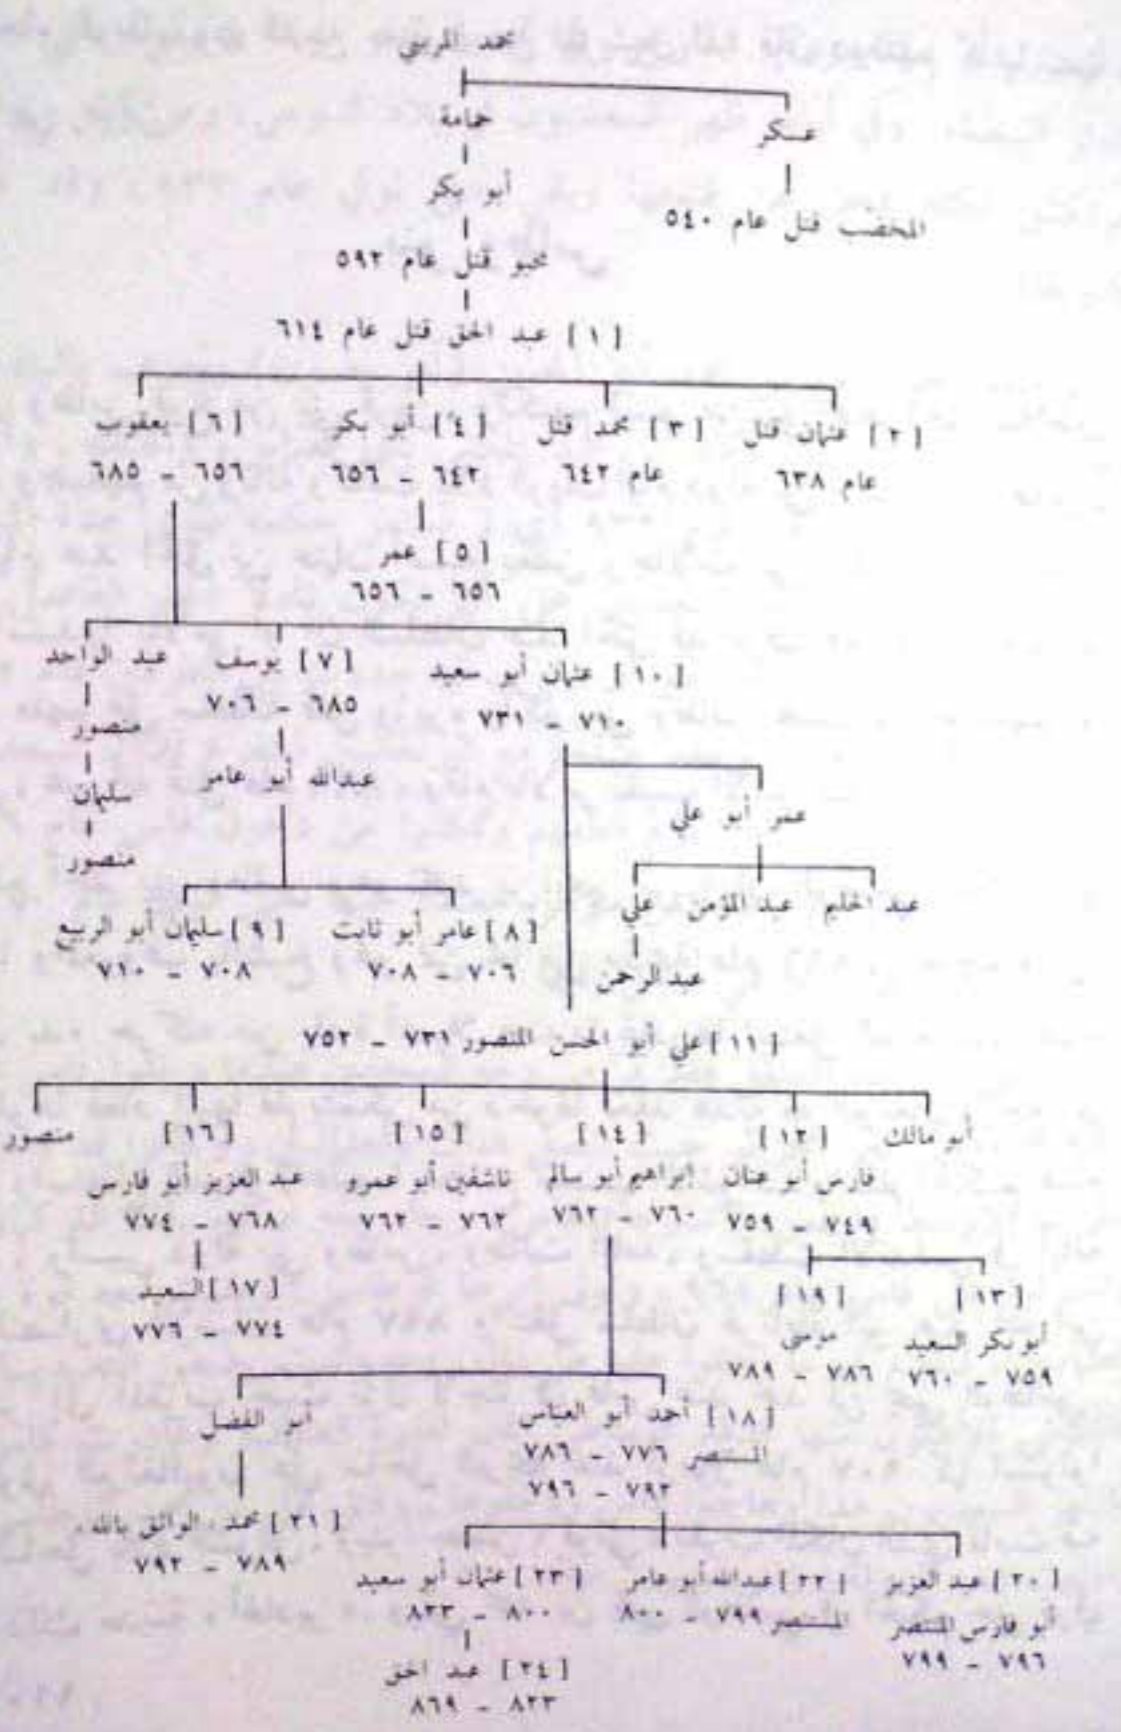 محمد المريني
حمامة
عسكر
أبو بكر
المخضب قتل عام ٥٤٠
محيو قتل عام ٥٩٢
[١] عبد الحق قتل عام ٦١٤
[٢] عثمان قتل
عام ٦٣٨
[٣] محمد قتل
عام ٦٤٢
[٤] أبو بكر
٦٤٢ - ٦٥٦
[٦] يعقوب
٦٥٦ - ٦٨٥
[٥] عمر
٦٥٦ - ٦٥٦
[١٠] عثمان أبو سعيد
٧١٠ - ٧٣١
[٧] يوسف
٦٨٥ - ٧٠٦
عبد الواحد
منصور
سليمان
منصور
عبدالله أبو عامر
عمر أبو علي
عبد الحليم
عبد المؤمن
علي
عبدالرحمن
[٨] عامر أبو ثابت
٧٠٦ - ٧٠٨
[٩] سليمان أبو الربيع
٧٠٨ - ٧١٠
[١١] علي أبو الحسن المنصور ٧٣١ - ٧٥٢
أبو مالك
[١٢]
فارس أبو عنان
٧٤٩ - ٧٥٩
[١٤]
إبراهيم أبو سالم
٧٦٠ - ٧٦٢
[١٥]
تاشفين أبو عمرو
٧٦٢ - ٧٦٣
[١٦]
عبد العزيز أبو فارس
٧٦٨ - ٧٧٤
منصور
[١٣]
أبو بكر السعيد
٧٥٩ - ٧٦٠
[١٩]
موسى
٧٨٦ - ٧٨٩
[١٧] السعيد
٧٧٤ - ٧٧٦
[١٨] أحمد أبو العباس
المستنصر ٧٧٦ - ٧٨٦
٧٩٢ - ٧٩٦
أبو الفضل
[٢١] محمد «الواثق بالله»
٧٨٩ - ٧٩٢
[٢٠] عبد العزيز
أبو فارس المنتصر
٧٩٦ - ٧٩٩
[٢٢] عبدالله أبو عامر
المستنصر ٧٩٩ - ٨٠٠
[٢٣] عثمان أبو سعيد
٨٠٠ - ٨٢٣
[٢٤] عبد الحق
٨٢٣ - ٨٦٩